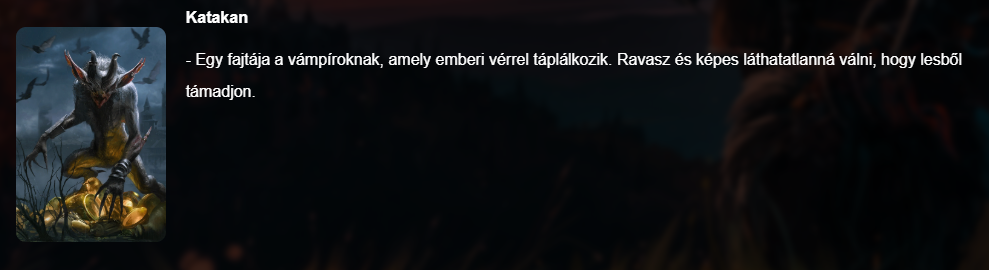 Katakan
- Egy fajtája a vámpíroknak, amely emberi vérrel táplálkozik. Ravasz és képes láthatatlanná válni, hogy lesből
támadjon.